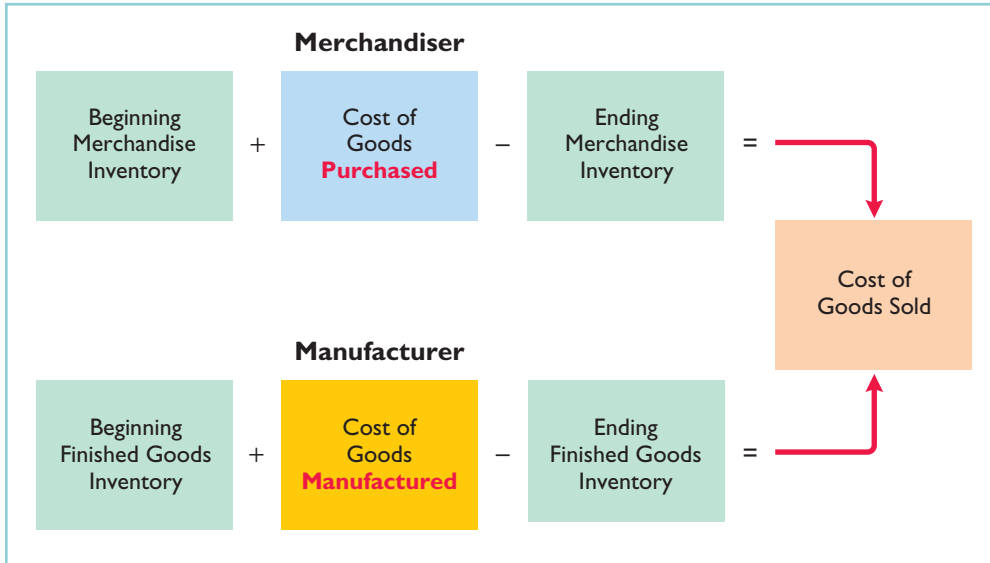 Merchandiser
Beginning
Merchandise
Inventory
+
Cost of
Goods
Purchased
–
Ending
Merchandise
Inventory
=
Cost of
Goods Sold
Manufacturer
Beginning
Finished Goods
Inventory
+
Cost of
Goods
Manufactured
–
Ending
Finished Goods
Inventory
=